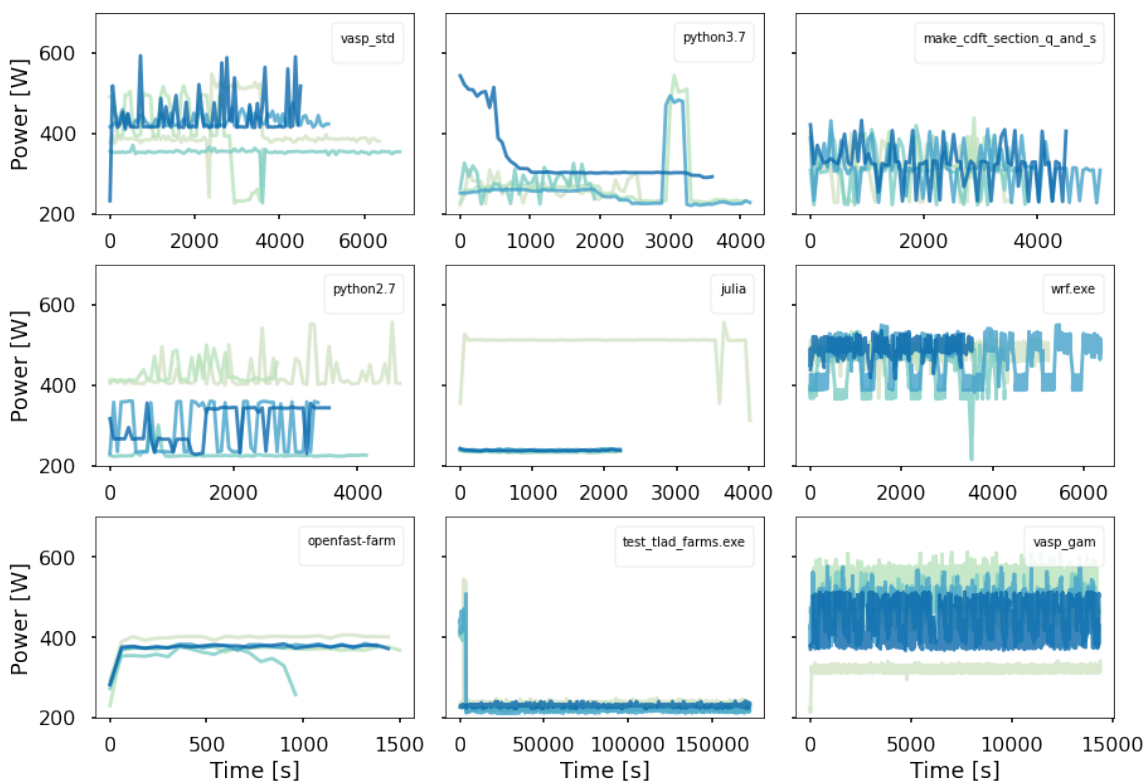 vasp_std
python3.7
make_cdft_section_q_and_s
Power [W]
600
400
200
0 2000 4000 6000
0 1000 2000 3000 4000
0 2000 4000
python2.7
julia
wrf.exe
Power [W]
600
400
200
0 2000 4000
0 1000 2000 3000 4000
0 2000 4000 6000
openfast-farm
test_tlad_farms.exe
vasp_gam
Power [W]
600
400
200
0 500 1000 1500
0 50000 100000 150000
0 5000 10000 15000
Time [s]
Time [s]
Time [s]